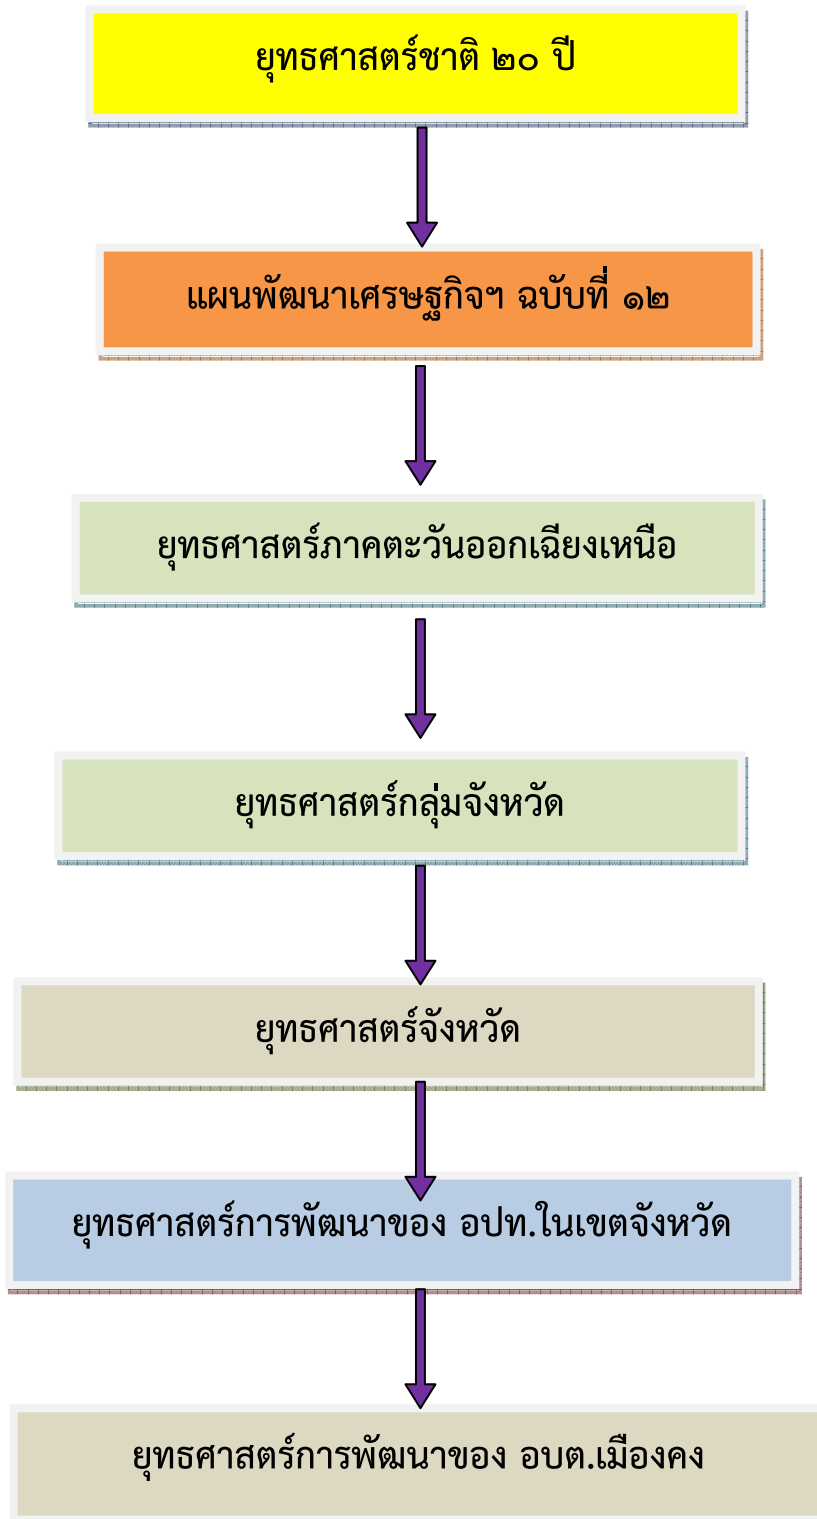 ยุทธศาสตร์ชาติ ๒๐ ปี
แผนพัฒนาเศรษฐกิจฯ ฉบับที่ ๑๒
ยุทธศาสตร์ภาคตะวันออกเฉียงเหนือ
ยุทธศาสตร์กลุ่มจังหวัด
ยุทธศาสตร์จังหวัด
ยุทธศาสตร์การพัฒนาของ อปท.ในเขตจังหวัด
ยุทธศาสตร์การพัฒนาของ อบต.เมืองคง